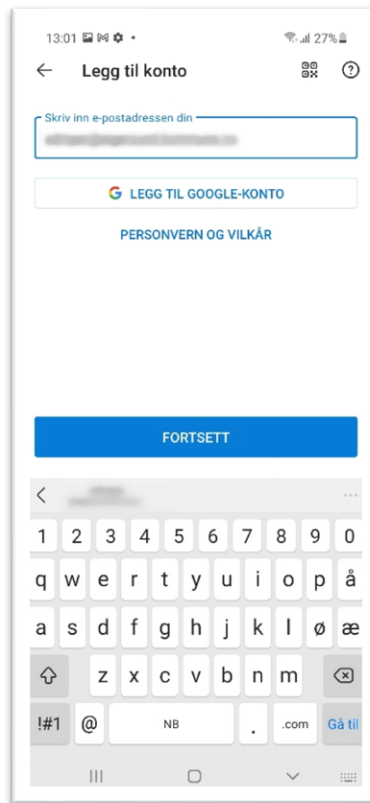 13:01 27%
Legg til konto
Skriv inn e-postadressen din
LEGG TIL GOOGLE-KONTO
PERSONVERN OG VILKÅR
FORTSETT
1 2 3 4 5 6 7 8 9 0
q w e r t y u i o p å
a s d f g h j k l ø æ
z x c v b n m
!#1 @ NB . .com Gå til